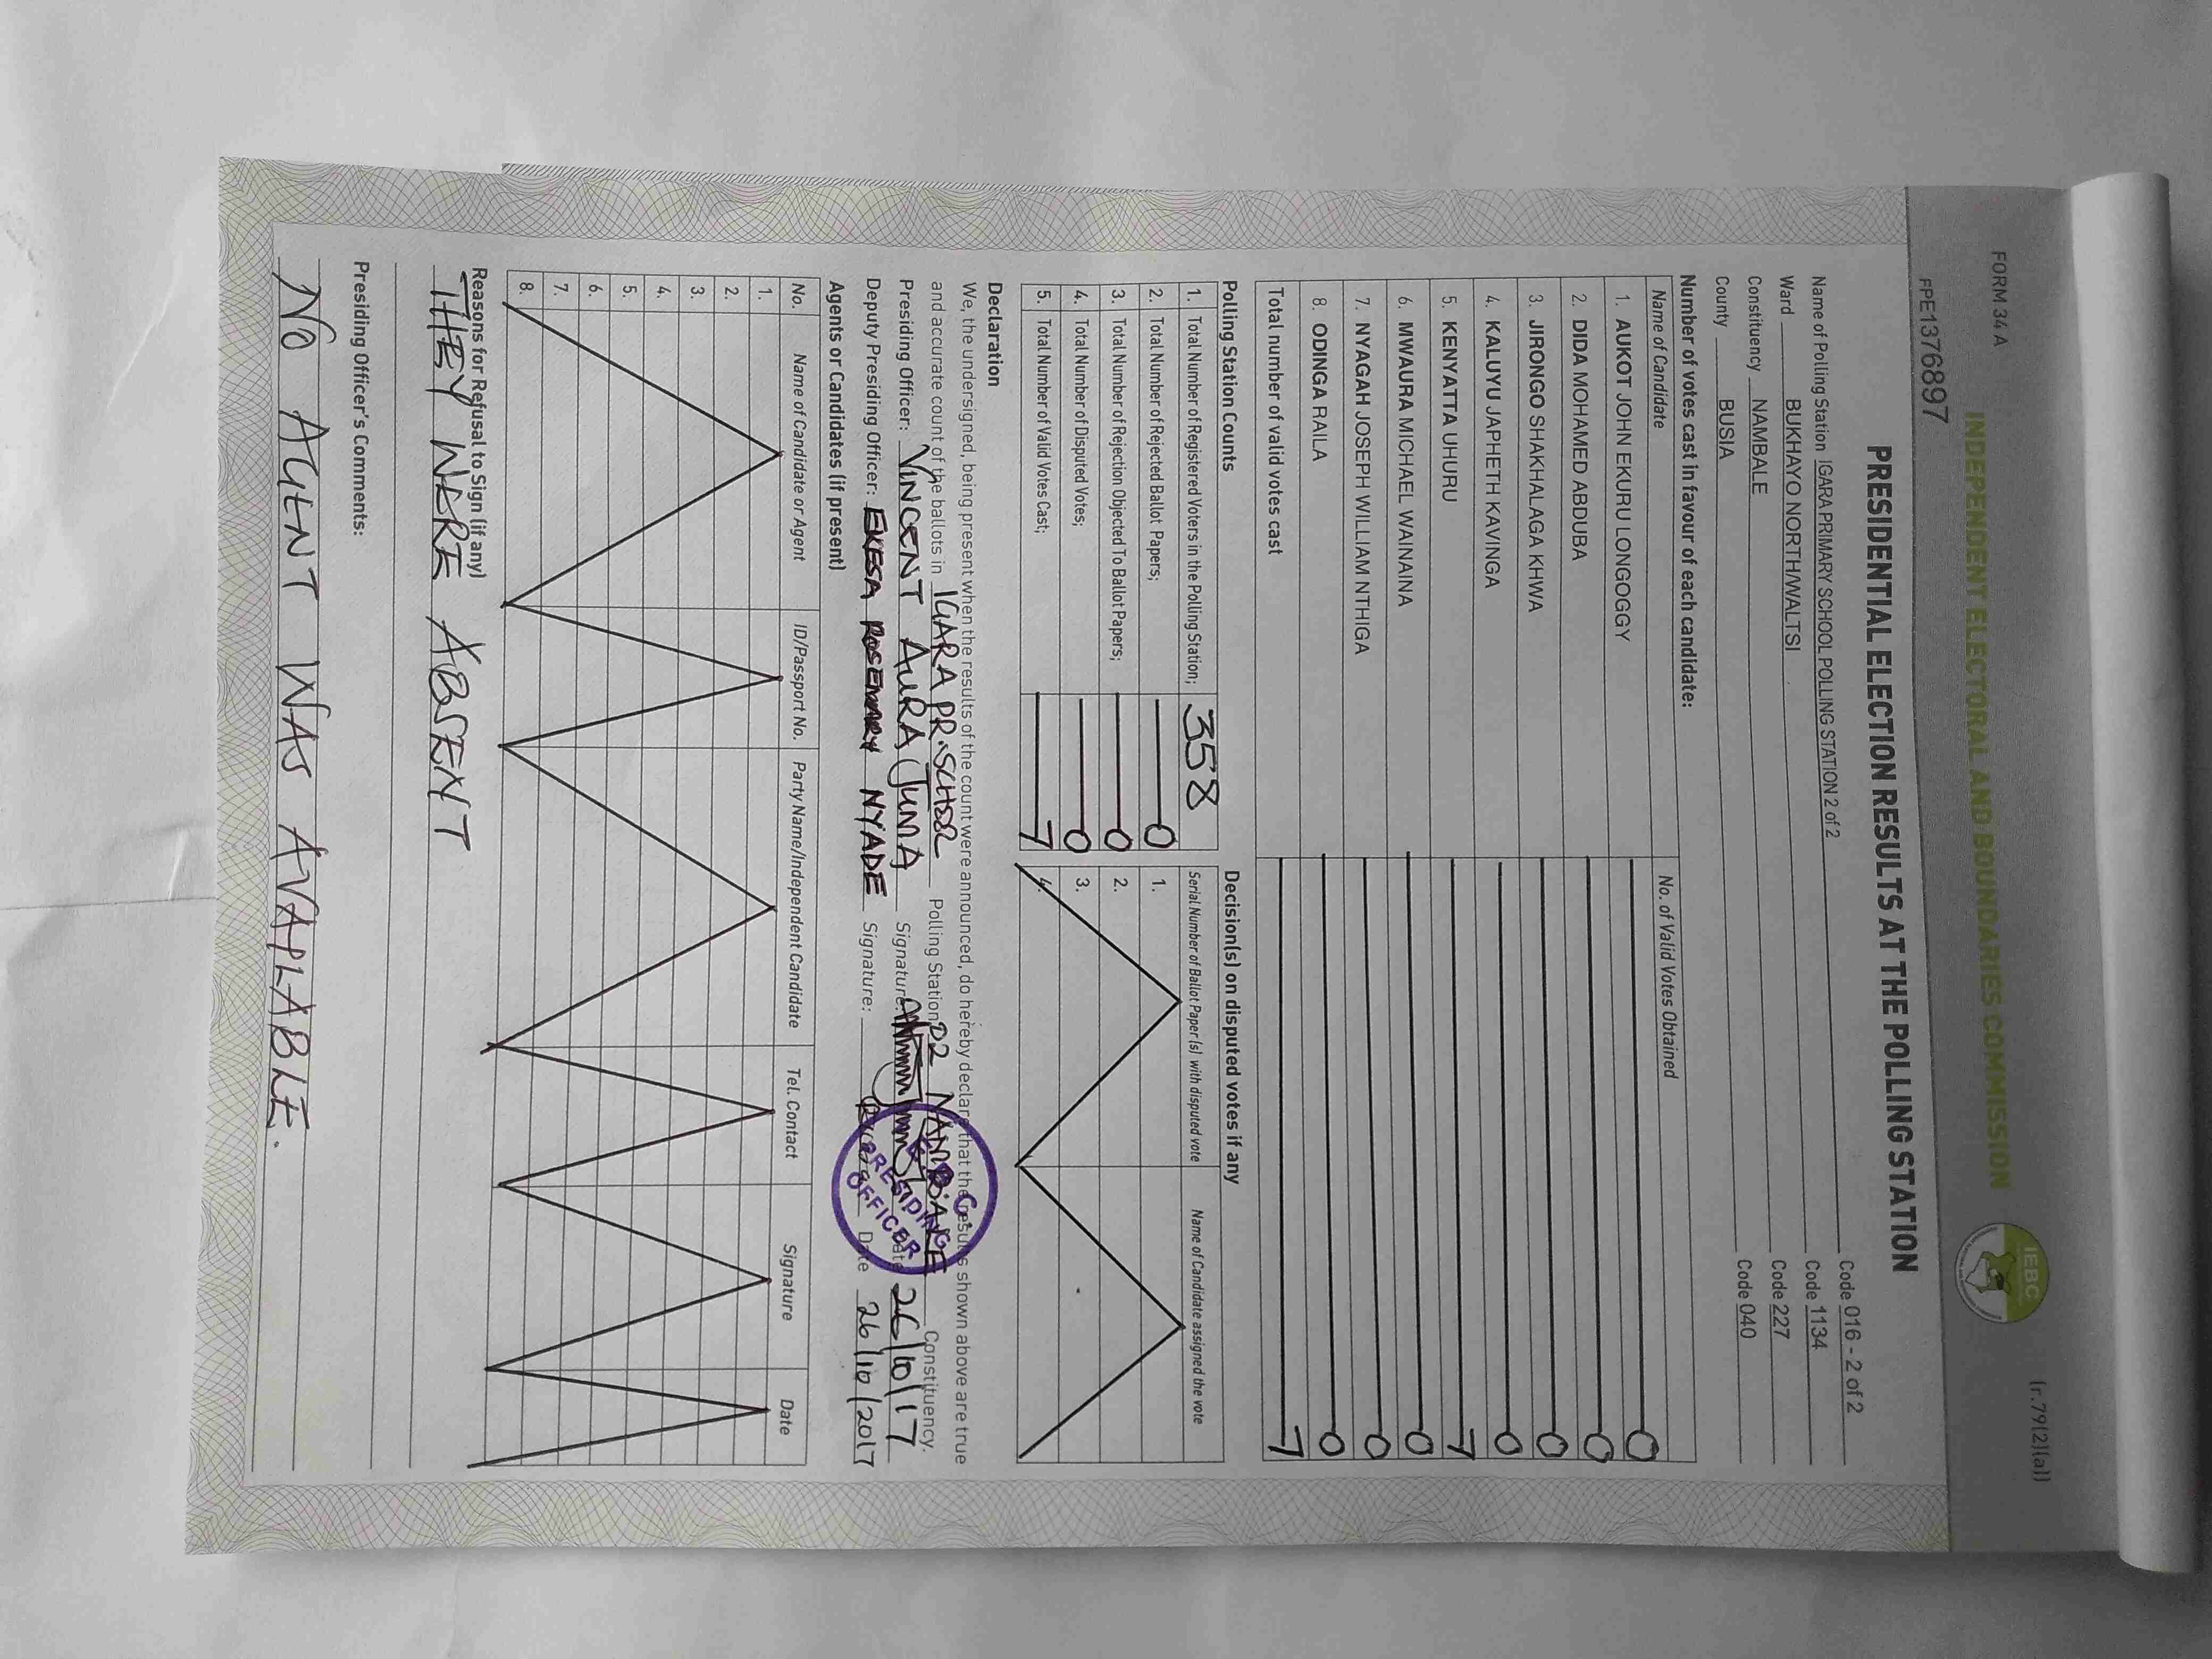 FORM 34 A
(r.79(2)(a))
INDEPENDENT ELECTORAL AND BOUNDARIES COMMISSION
IEBC
FPE1376897
PRESIDENTIAL ELECTION RESULTS AT THE POLLING STATION
Name of Polling Station IGARA PRIMARY SCHOOL POLLING STATION 2 of 2 Code 016 - 2 of 2
Ward BUKHAYO NORTH/WALTSI Code 1134
Constituency NAMBALE Code 227
County BUSIA Code 040
Number of votes cast in favour of each candidate:
Name of Candidate No. of Valid Votes Obtained
1. AUKOT JOHN EKURU LONGOGGY 0
2. DIDA MOHAMED ABDUBA 0
3. JIRONGO SHAKHALAGA KHWA 0
4. KALUYU JAPHETH KAVINGA 0
5. KENYATTA UHURU 7
6. MWAURA MICHAEL WAINAINA 0
7. NYAGAH JOSEPH WILLIAM NTHIGA 0
8. ODINGA RAILA 0
Total number of valid votes cast 7
Polling Station Counts
1. Total Number of Registered Voters in the Polling Station; 358
2. Total Number of Rejected Ballot Papers; 0
3. Total Number of Rejection Objected To Ballot Papers; 0
4. Total Number of Disputed Votes; 0
5. Total Number of Valid Votes Cast; 7
Decision(s) on disputed votes if any
Serial Number of Ballot Paper (s) with disputed vote Name of Candidate assigned the vote
1.
2.
3.
4.
Declaration
We, the undersigned, being present when the results of the count were announced, do hereby declare that the results shown above are true
and accurate count of the ballots in IGARA PR. SCHOOL Polling Station 02 NAMBALE Constituency.
Presiding Officer: VINCENT AURA JUMA Signature: Date 26/10/17
Deputy Presiding Officer: EKESA ROSEMARY NYADE Signature: Date 26/10/2017
PRESIDING
OFFICER
Agents or Candidates (if present)
No. Name of Candidate or Agent ID/Passport No. Party Name/Independent Candidate Tel. Contact Signature Date
1.
2.
3.
4.
5.
6.
7.
8.
Reasons for Refusal to Sign (if any)
THEY WERE ABSENT
Presiding Officer's Comments:
NO AGENT WAS AVAPLABLE.